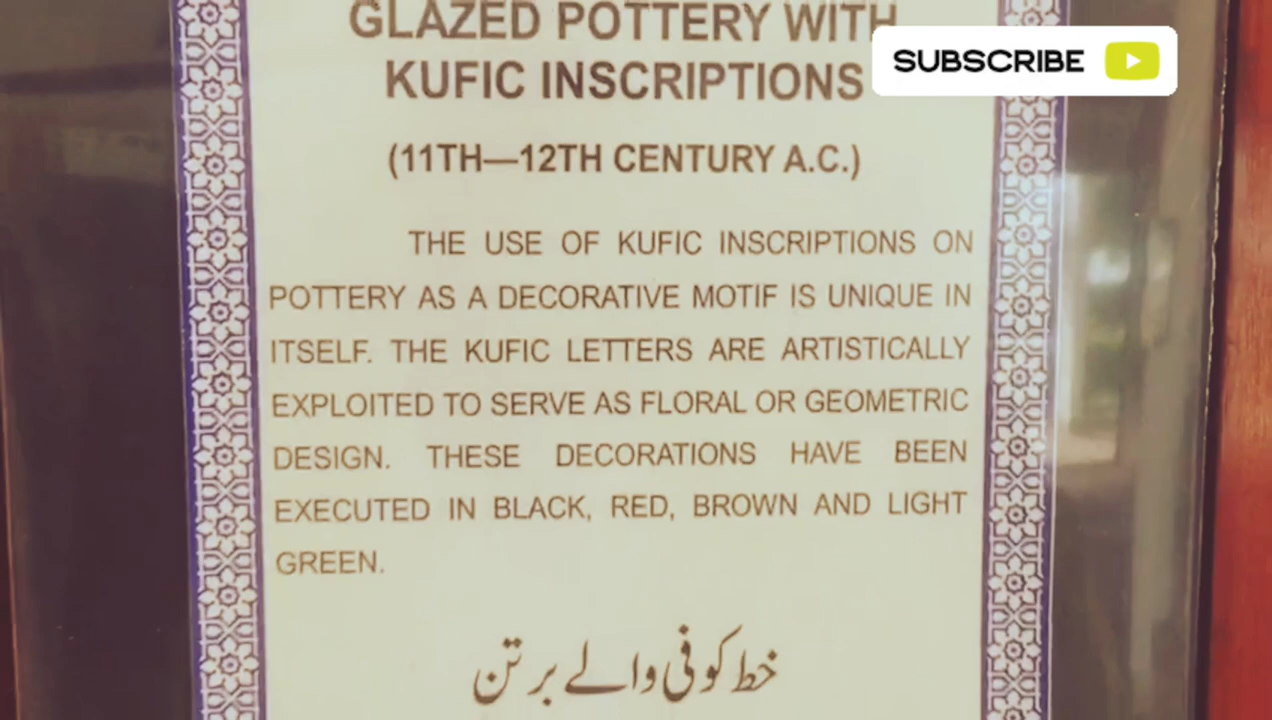 GLAZED POTTERY WITH
SUBSCRIBE
KUFIC INSCRIPTIONS
(11TH—12TH CENTURY A.C.)
THE USE OF KUFIC INSCRIPTIONS ON
POTTERY AS A DECORATIVE MOTIF IS UNIQUE IN
ITSELF. THE KUFIC LETTERS ARE ARTISTICALLY
EXPLOITED TO SERVE AS FLORAL OR GEOMETRIC
DESIGN. THESE DECORATIONS HAVE BEEN
EXECUTED IN BLACK, RED, BROWN AND LIGHT
GREEN.
خط کوفی والے برتن